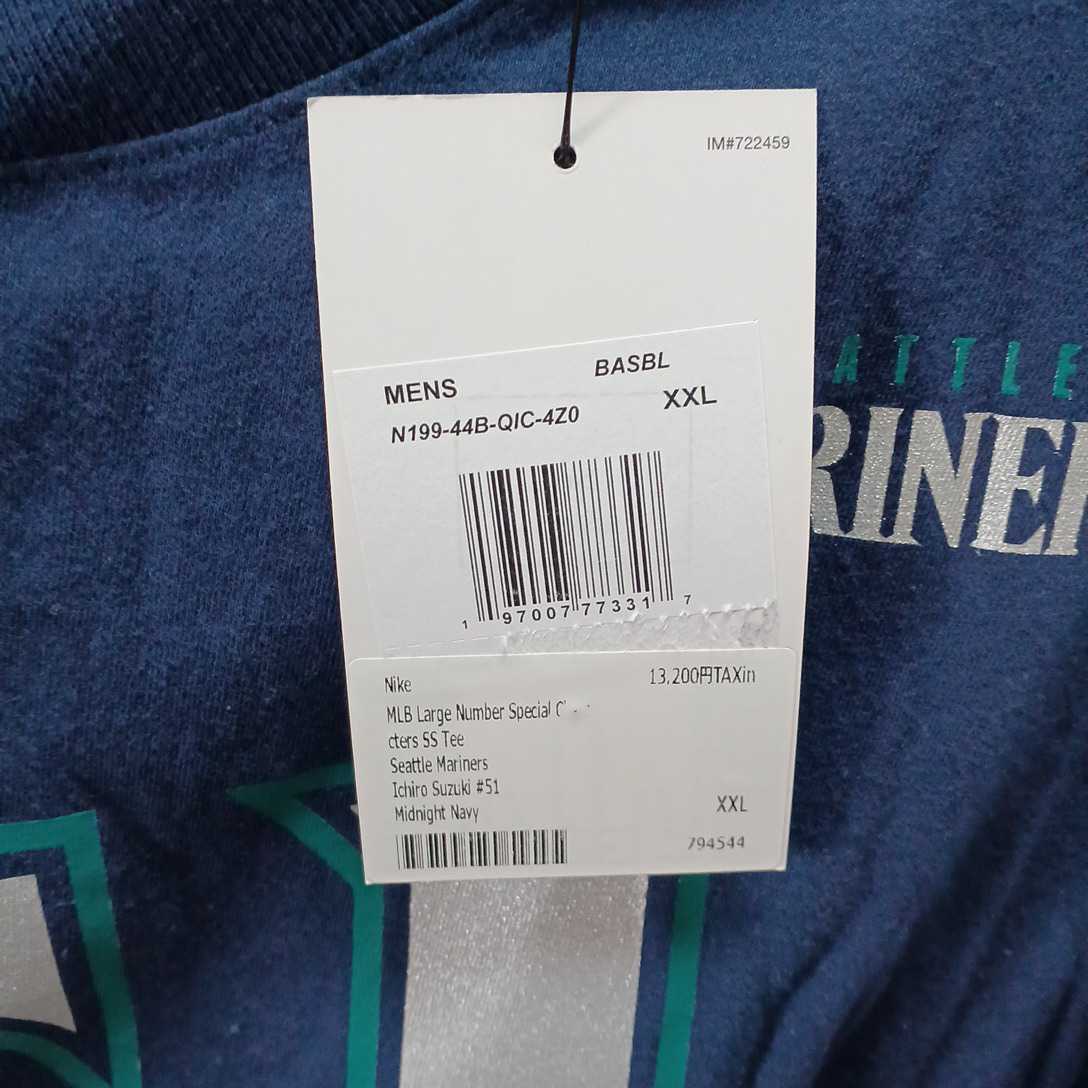 IM#722459
MENS BASBL
N199-44B-QIC-4Z0 XXL
1 97007 77331 7
Nike 13,200円TAXin
MLB Large Number Special
cters SS Tee
Seattle Mariners
Ichiro Suzuki #51
Midnight Navy XXL
794544
ATTLE
RINER